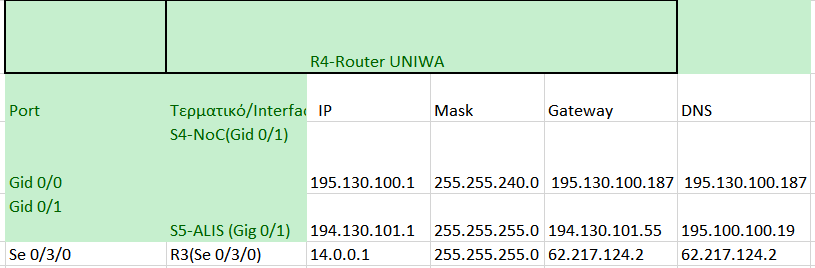 R4-Router UNIWA
Port Τερματικό/Interfac IP Mask Gateway DNS
S4-NoC(Gid 0/1)
Gid 0/0 195.130.100.1 255.255.240.0 195.130.100.187 195.130.100.187
Gid 0/1
S5-ALIS (Gig 0/1) 194.130.101.1 255.255.255.0 194.130.101.55 195.100.100.19
Se 0/3/0 R3(Se 0/3/0) 14.0.0.1 255.255.255.0 62.217.124.2 62.217.124.2